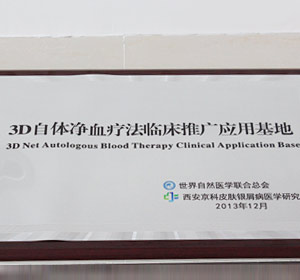 3D自体净血疗法临床推广应用基地
3D Net Autologous Blood Therapy Clinical Application Base
世界自然医学联合总会
西安京科皮肤银屑病医学研究
2013年12月